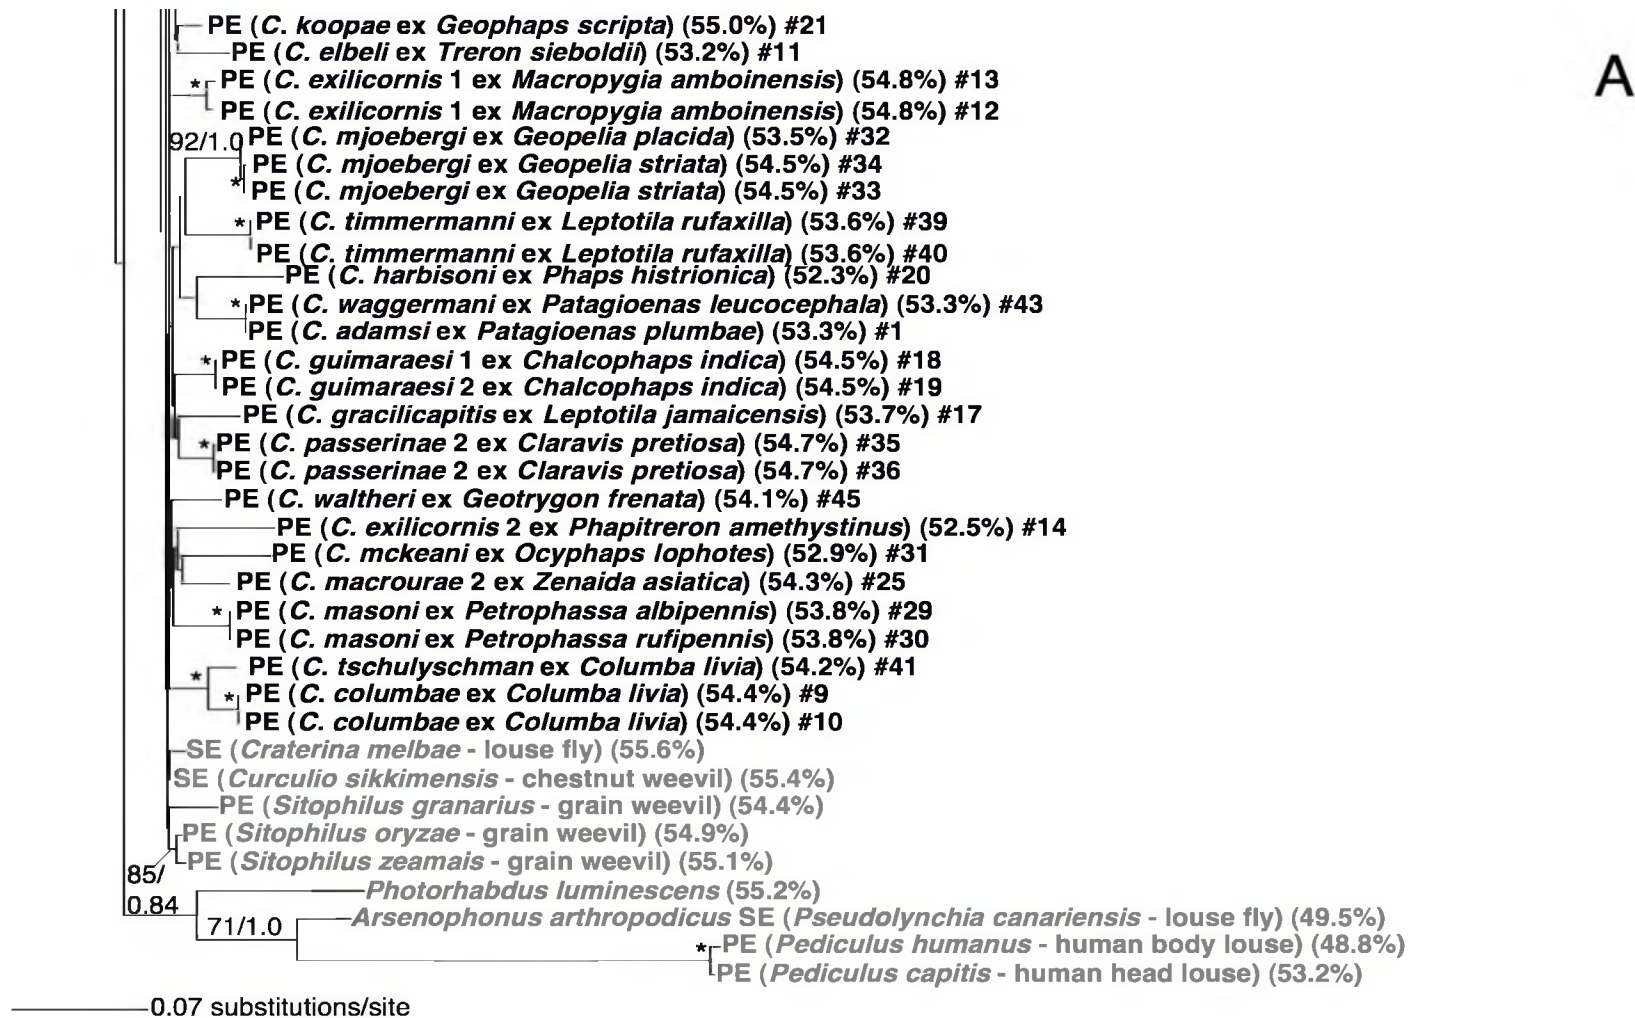 PE (C. koopae ex Geophaps scripta) (55.0%) #21
PE (C. elbeli ex Treron sieboldii) (53.2%) #11
A
* PE (C. exilicornis 1 ex Macropygia amboinensis) (54.8%) #13
PE (C. exilicornis 1 ex Macropygia amboinensis) (54.8%) #12
92/1.0 PE (C. mjoebergi ex Geopelia placida) (53.5%) #32
PE (C. mjoebergi ex Geopelia striata) (54.5%) #34
* PE (C. mjoebergi ex Geopelia striata) (54.5%) #33
* PE (C. timmermanni ex Leptotila rufaxilla) (53.6%) #39
PE (C. timmermanni ex Leptotila rufaxilla) (53.6%) #40
PE (C. harbisoni ex Phaps histrionica) (52.3%) #20
* PE (C. waggermani ex Patagioenas leucocephala) (53.3%) #43
PE (C. adamsi ex Patagioenas plumbae) (53.3%) #1
* PE (C. guimaraesi 1 ex Chalcophaps indica) (54.5%) #18
PE (C. guimaraesi 2 ex Chalcophaps indica) (54.5%) #19
PE (C. gracilicapitis ex Leptotila jamaicensis) (53.7%) #17
* PE (C. passerinae 2 ex Claravis pretiosa) (54.7%) #35
PE (C. passerinae 2 ex Claravis pretiosa) (54.7%) #36
PE (C. waltheri ex Geotrygon frenata) (54.1%) #45
PE (C. exilicornis 2 ex Phapitreron amethystinus) (52.5%) #14
PE (C. mckeani ex Ocyphaps lophotes) (52.9%) #31
PE (C. macrourae 2 ex Zenaida asiatica) (54.3%) #25
* PE (C. masoni ex Petrophassa albipennis) (53.8%) #29
PE (C. masoni ex Petrophassa rufipennis) (53.8%) #30
* PE (C. tschulyschman ex Columba livia) (54.2%) #41
* PE (C. columbae ex Columba livia) (54.4%) #9
PE (C. columbae ex Columba livia) (54.4%) #10
SE (Craterina melbae - louse fly) (55.6%)
SE (Curculio sikkimensis - chestnut weevil) (55.4%)
PE (Sitophilus granarius - grain weevil) (54.4%)
PE (Sitophilus oryzae - grain weevil) (54.9%)
PE (Sitophilus zeamais - grain weevil) (55.1%)
85/
0.84
Photorhabdus luminescens (55.2%)
71/1.0 Arsenophonus arthropodicus SE (Pseudolynchia canariensis - louse fly) (49.5%)
* PE (Pediculus humanus - human body louse) (48.8%)
PE (Pediculus capitis - human head louse) (53.2%)
0.07 substitutions/site